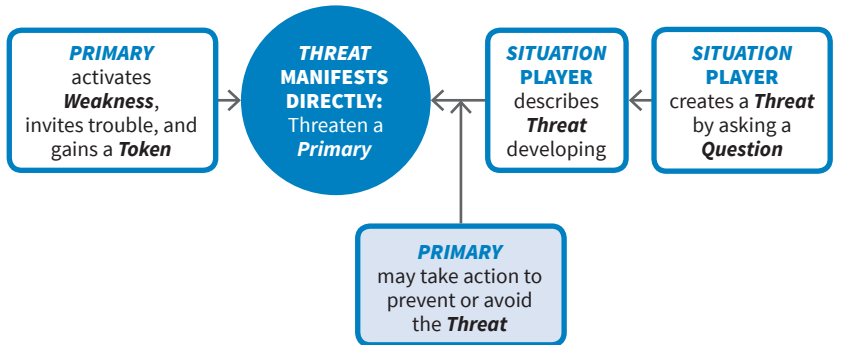 PRIMARY
activates
Weakness,
invites trouble, and
gains a Token
THREAT
MANIFESTS
DIRECTLY:
Threaten a
Primary
SITUATION
PLAYER
describes
Threat
developing
SITUATION
PLAYER
creates a Threat
by asking a
Question
PRIMARY
may take action to
prevent or avoid
the Threat